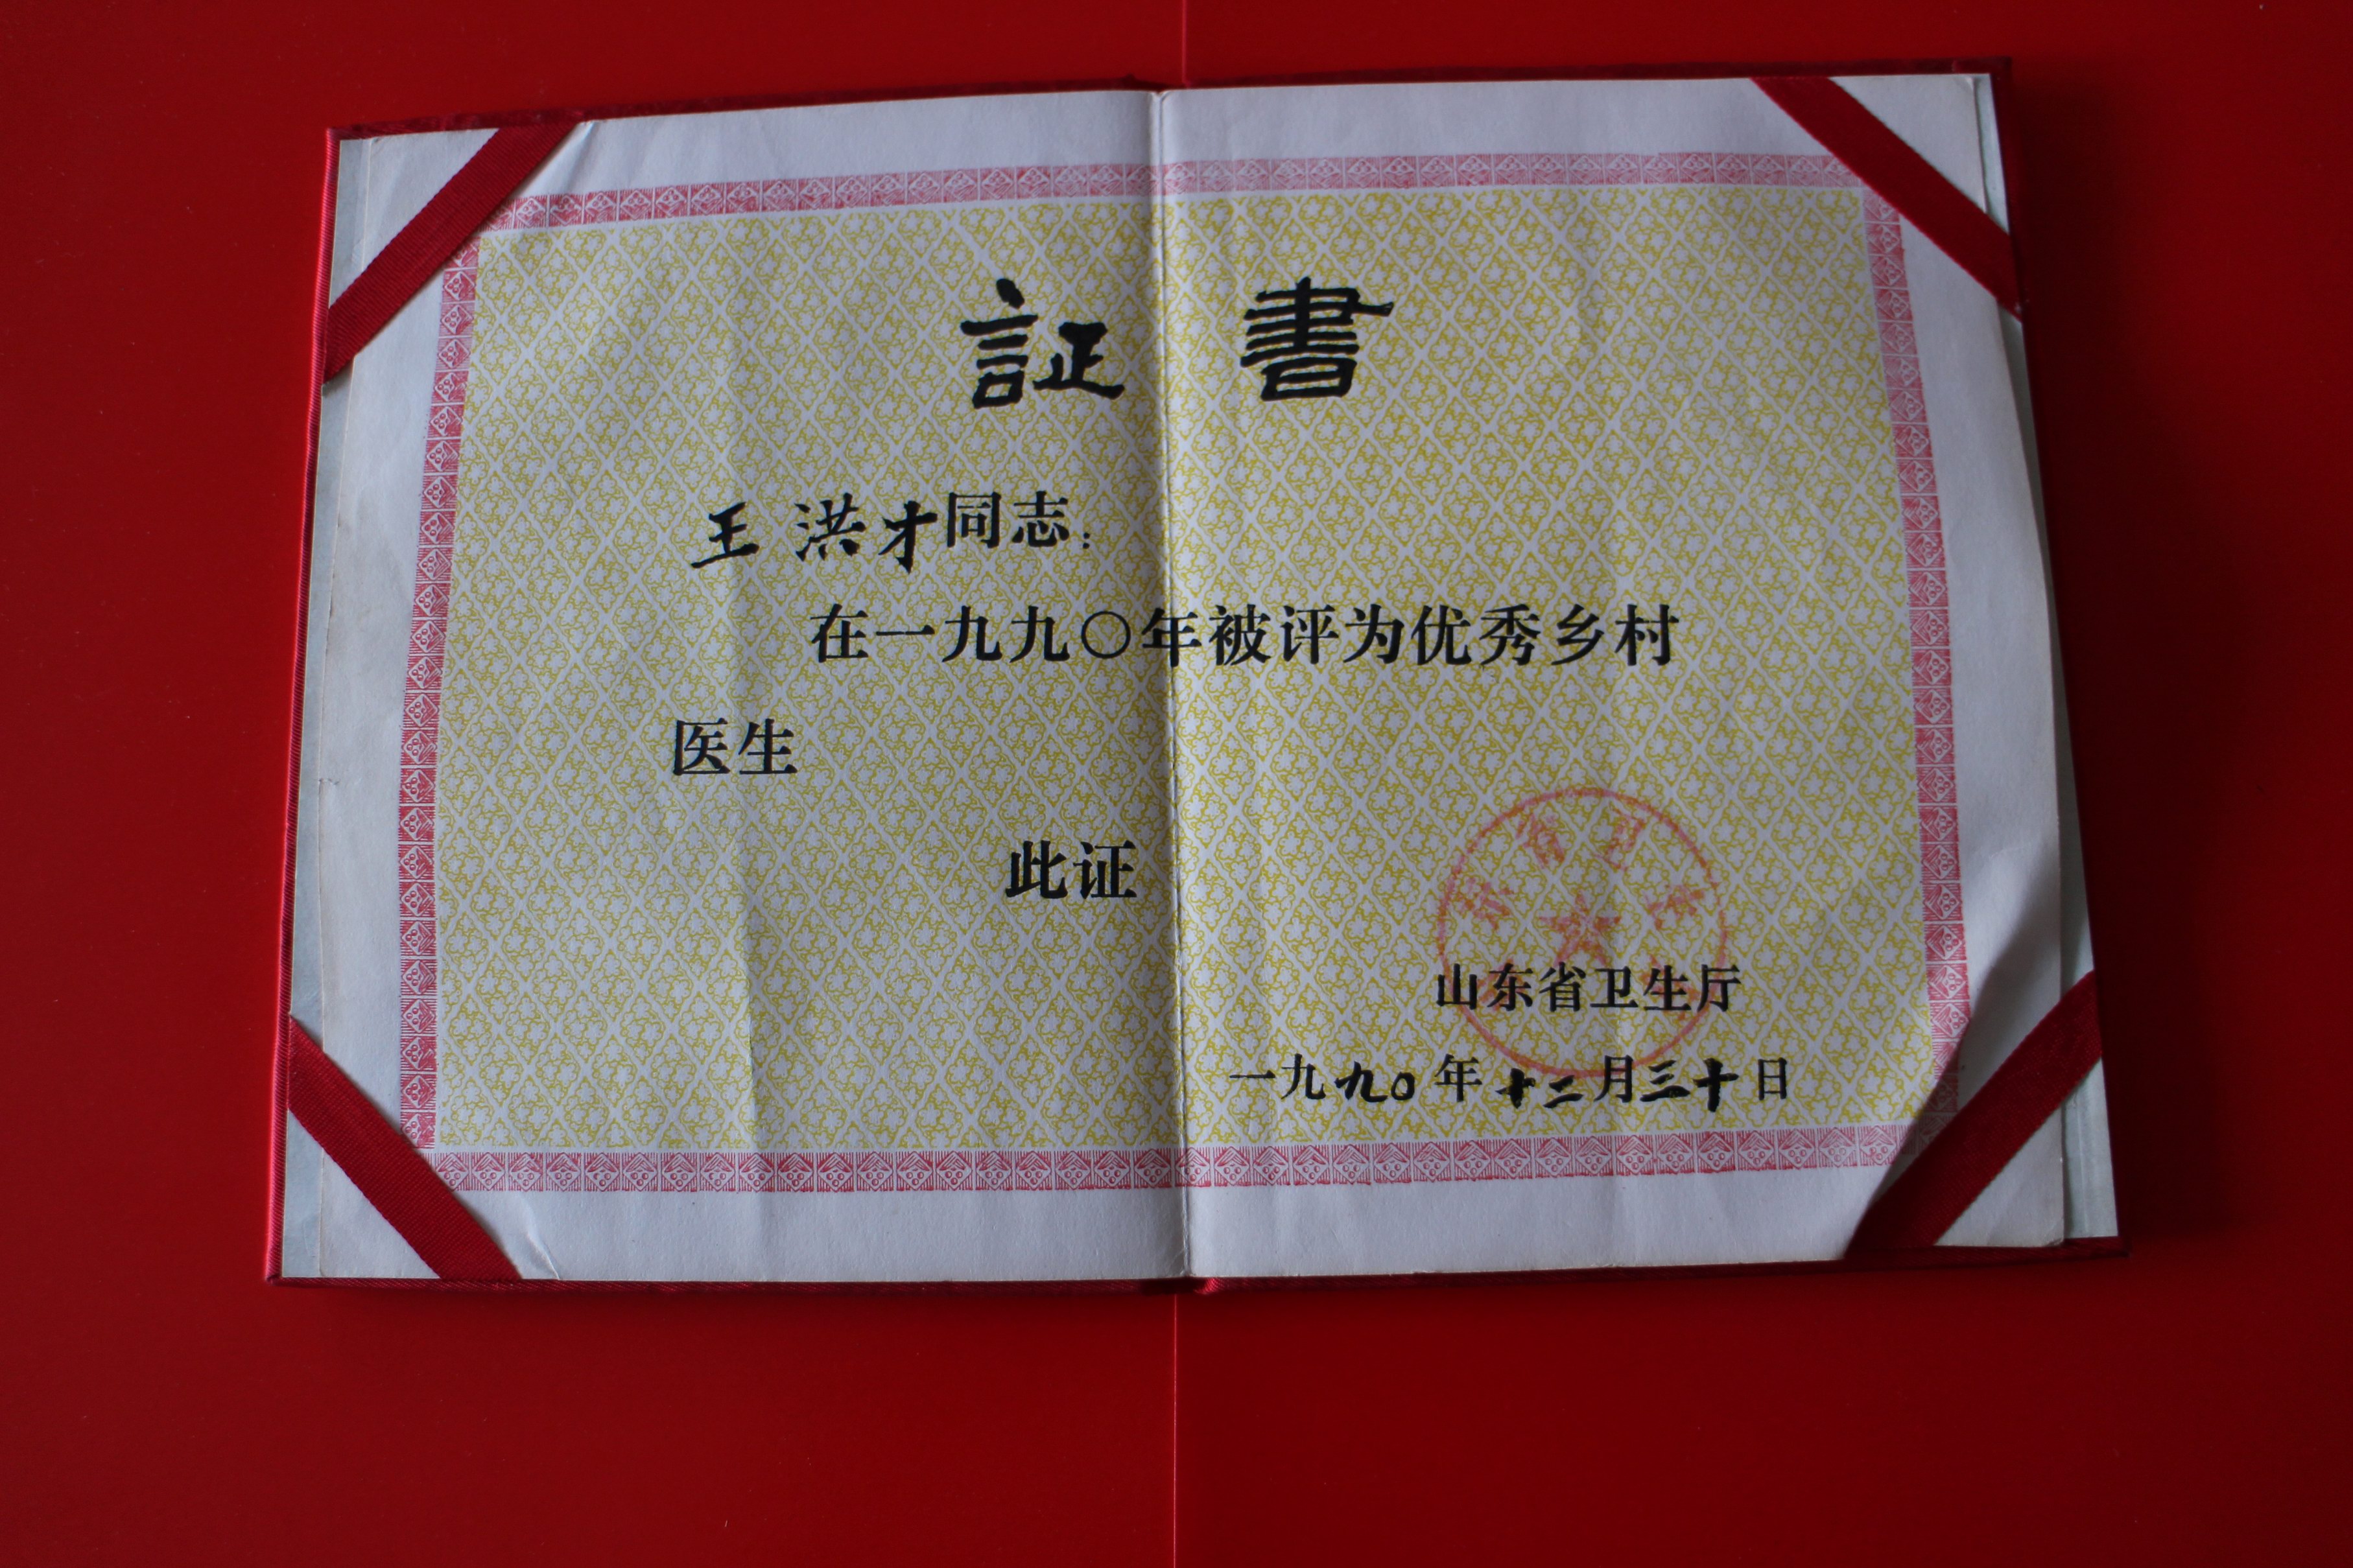 証書
王洪才同志：
在一九九〇年被评为优秀乡村
医生
此证
山东省卫生厅
一九九〇年十二月三十日